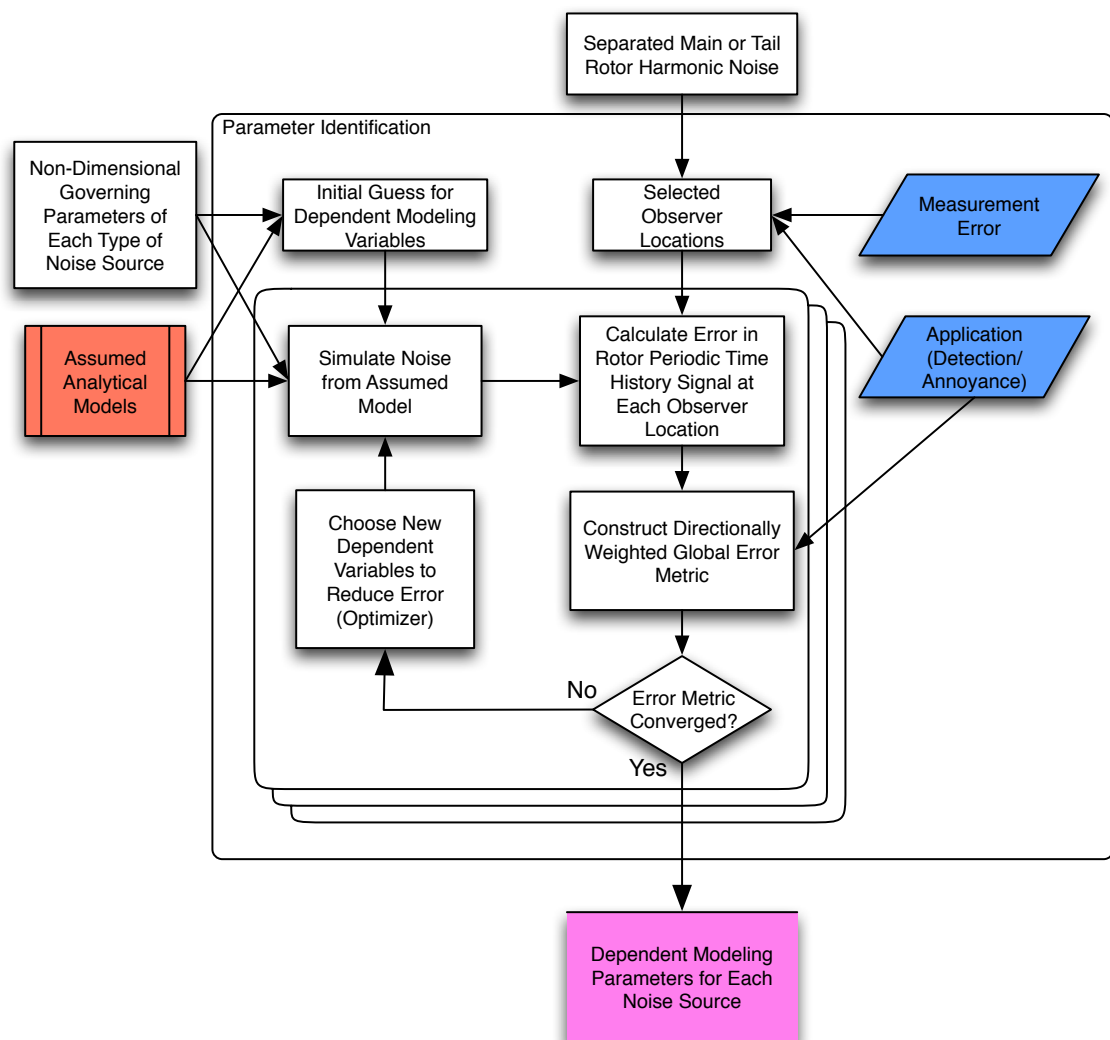 Separated Main or Tail
Rotor Harmonic Noise
Parameter Identification
Non-Dimensional
Governing
Parameters of
Each Type of
Noise Source
Initial Guess for
Dependent Modeling
Variables
Selected
Observer
Locations
Measurement
Error
Assumed
Analytical
Models
Simulate Noise
from Assumed
Model
Calculate Error in
Rotor Periodic Time
History Signal at
Each Observer
Location
Application
(Detection/
Annoyance)
Choose New
Dependent
Variables to
Reduce Error
(Optimizer)
Construct Directionally
Weighted Global Error
Metric
No
Error Metric
Converged?
Yes
Dependent Modeling
Parameters for Each
Noise Source